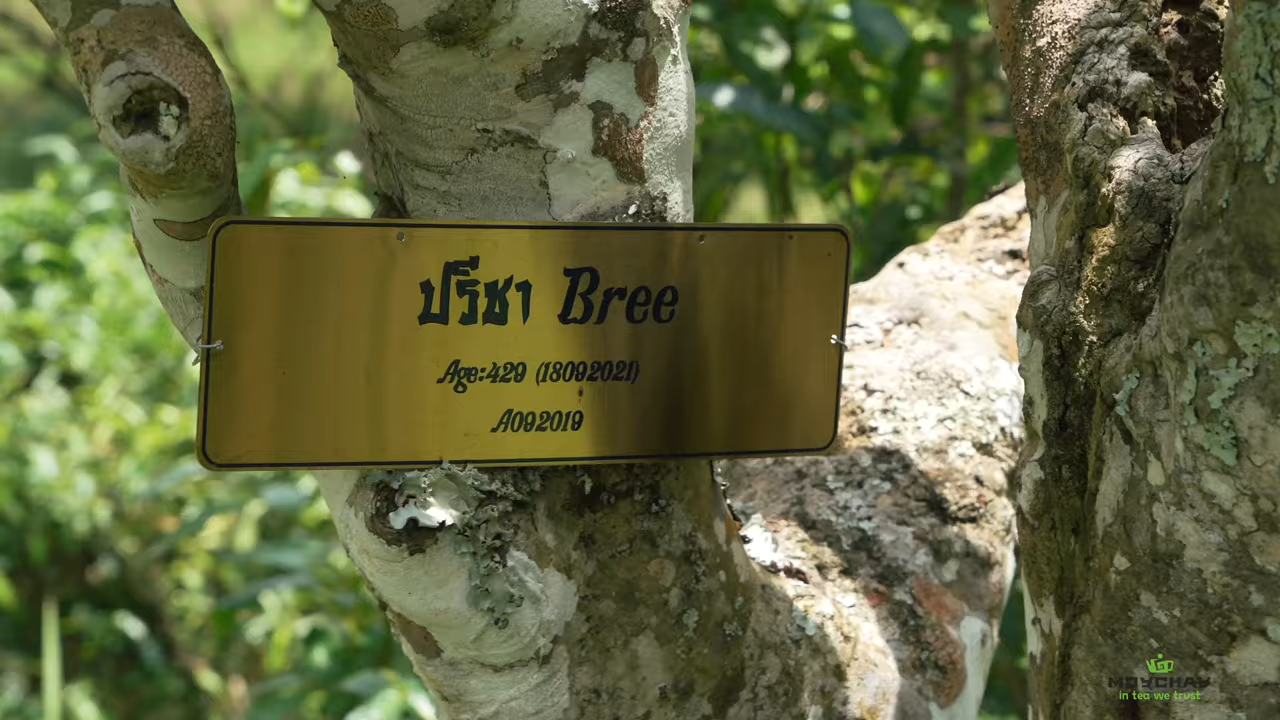 ปรีชา Bree
Age:429 (18092021)
A092019
MOYCHAY
in tea we trust